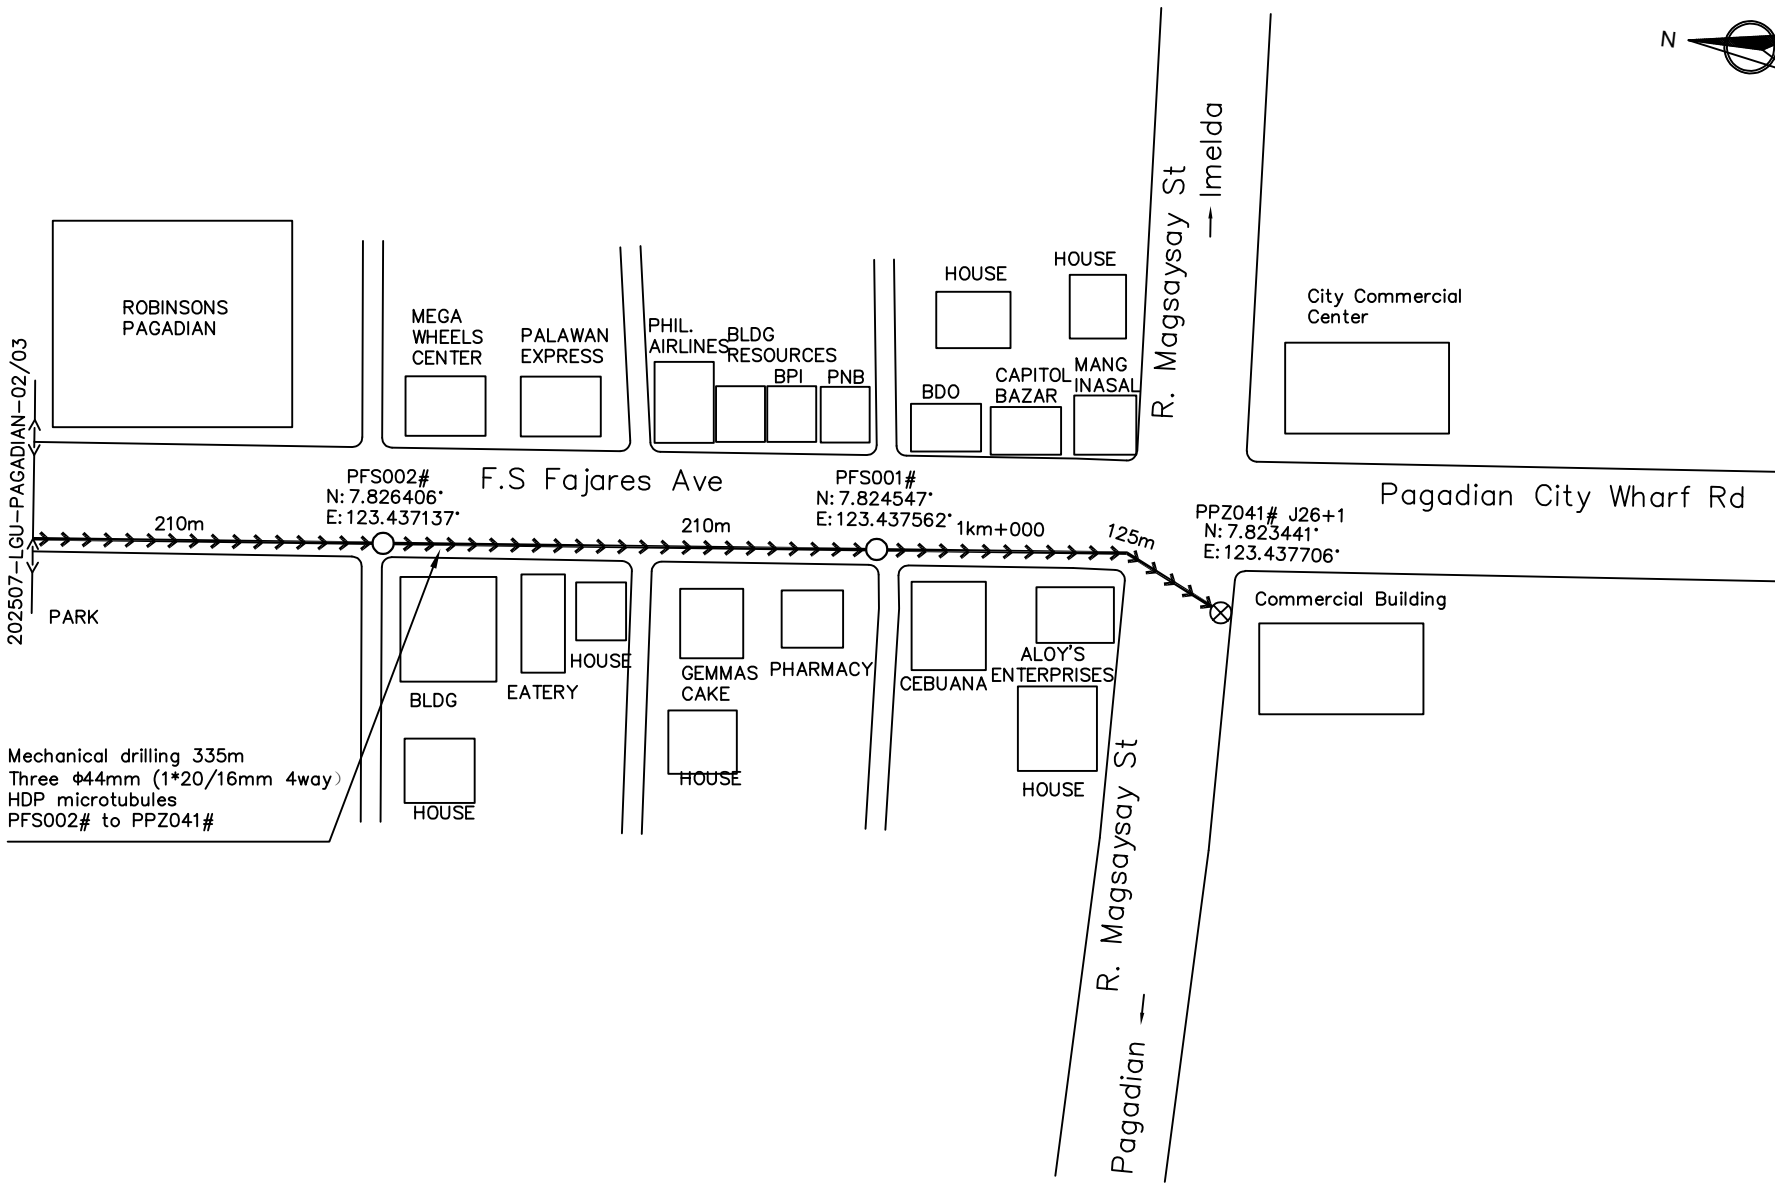 N
Imelda
R. Magsaysay St
ROBINSONS
PAGADIAN
MEGA
WHEELS
CENTER
PALAWAN
EXPRESS
PHIL.
AIRLINES
BLDG
RESOURCES
BPI
PNB
HOUSE
HOUSE
BDO
CAPITOL
BAZAR
MANG
INASAL
City Commercial
Center
202507-LGU-PAGADIAN-02/03
PFS002#
N: 7.826406°
E: 123.437137°
F.S Fajares Ave
PFS001#
N: 7.824547°
E: 123.437562°
Pagadian City Wharf Rd
210m
210m
1km+000
125m
PPZ041# J26+1
N: 7.823441°
E: 123.437706°
PARK
BLDG
EATERY
HOUSE
GEMMAS
CAKE
PHARMACY
CEBUANA
ALOY'S
ENTERPRISES
Commercial Building
HOUSE
HOUSE
HOUSE
Mechanical drilling 335m
Three Φ44mm (1*20/16mm 4way)
HDP microtubules
PFS002# to PPZ041#
R. Magsaysay St
Pagadian